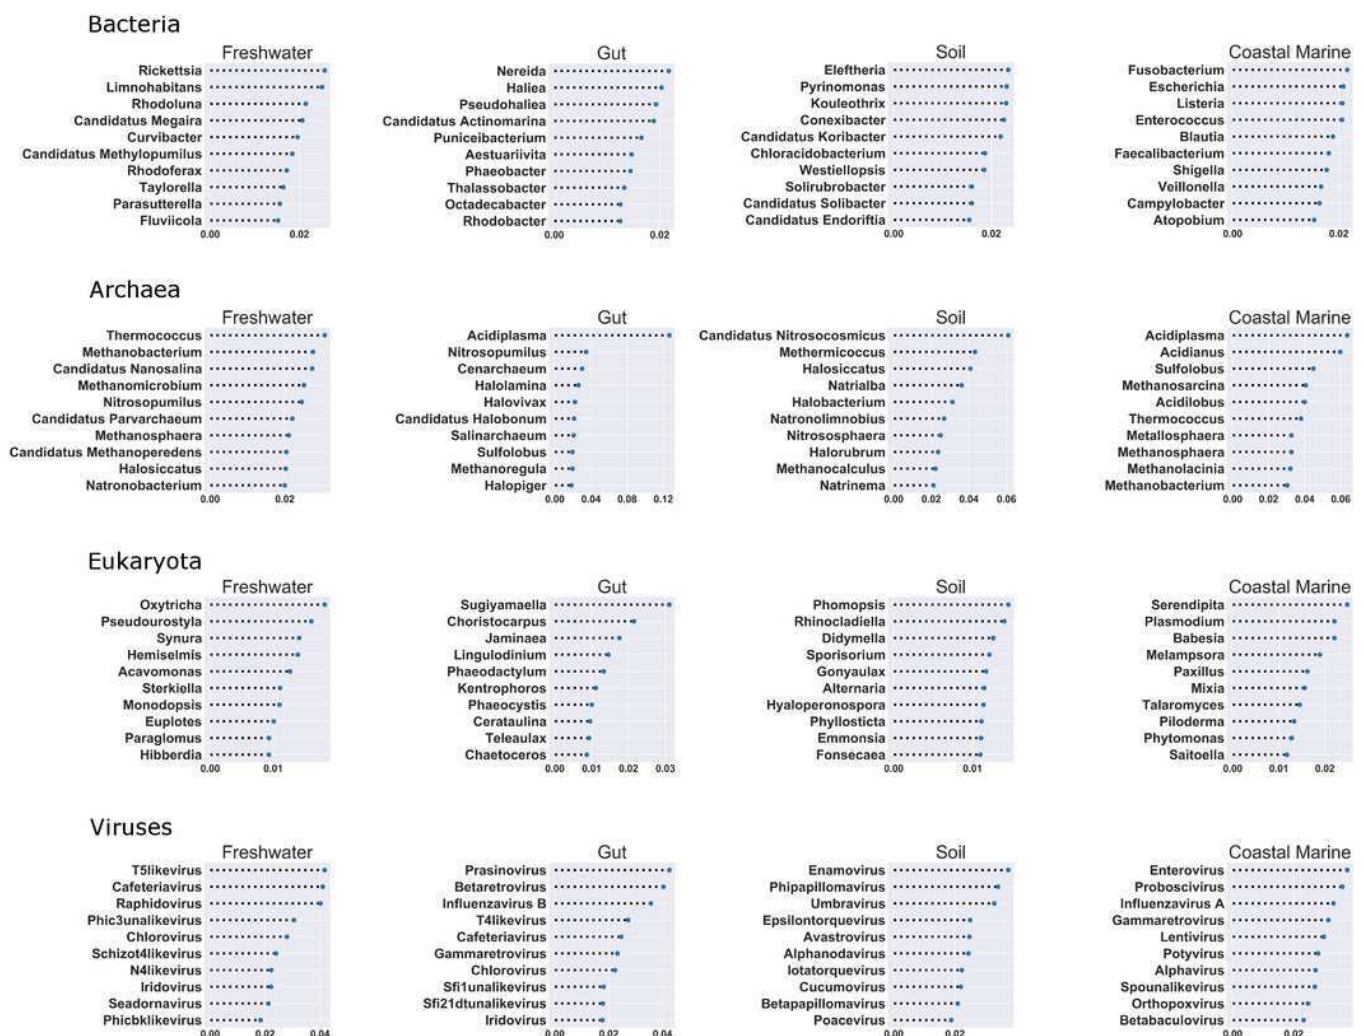 Bacteria
Freshwater
Rickettsia
Limnohabitans
Rhodoluna
Candidatus Megaira
Curvibacter
Candidatus Methylopumilus
Rhodoferax
Taylorella
Parasutterella
Fluviicola
0.00 0.02
Gut
Nereida
Haliea
Pseudohaliea
Candidatus Actinomarina
Puniceibacterium
Aestuariivita
Phaeobacter
Thalassobacter
Octadecabacter
Rhodobacter
0.00 0.02
Soil
Eleftheria
Pyrinomonas
Kouleothrix
Conexibacter
Candidatus Koribacter
Chloracidobacterium
Westiellopsis
Solirubrobacter
Candidatus Solibacter
Candidatus Endoriftia
0.00 0.02
Coastal Marine
Fusobacterium
Escherichia
Listeria
Enterococcus
Blautia
Faecalibacterium
Shigella
Veillonella
Campylobacter
Atopobium
0.00 0.02
Archaea
Freshwater
Thermococcus
Methanobacterium
Candidatus Nanosalina
Methanomicrobium
Nitrosopumilus
Candidatus Parvarchaeum
Methanosphaera
Candidatus Methanoperedens
Halosiccatus
Natronobacterium
0.00 0.02
Gut
Acidiplasma
Nitrosopumilus
Cenarchaeum
Halolamina
Halovivax
Candidatus Halobonum
Salinarchaeum
Sulfolobus
Methanoregula
Halopiger
0.00 0.04 0.08 0.12
Soil
Candidatus Nitrosocosmicus
Methermicoccus
Halosiccatus
Natrialba
Halobacterium
Natronolimnobius
Nitrososphaera
Halorubrum
Methanocalculus
Natrinema
0.00 0.02 0.04 0.06
Coastal Marine
Acidiplasma
Acidianus
Sulfolobus
Methanosarcina
Acidilobus
Thermococcus
Metallosphaera
Methanosphaera
Methanolacinia
Methanobacterium
0.00 0.02 0.04 0.06
Eukaryota
Freshwater
Oxytricha
Pseudourostyla
Synura
Hemiselmis
Acavomonas
Sterkiella
Monodopsis
Euplotes
Paraglomus
Hibberdia
0.00 0.01
Gut
Sugiyamaella
Choristocarpus
Jaminaea
Lingulodinium
Phaeodactylum
Kentrophoros
Phaeocystis
Cerataulina
Teleaulax
Chaetoceros
0.00 0.01 0.02 0.03
Soil
Phomopsis
Rhinocladiella
Didymella
Sporisorium
Gonyaulax
Alternaria
Hyaloperonospora
Phyllosticta
Emmonsia
Fonsecaea
0.00 0.01
Coastal Marine
Serendipita
Plasmodium
Babesia
Melampsora
Paxillus
Mixia
Talaromyces
Piloderma
Phytomonas
Saitoella
0.00 0.02
Viruses
Freshwater
T5likevirus
Cafeteriavirus
Raphidovirus
Phic3unalikevirus
Chlorovirus
Schizot4likevirus
N4likevirus
Iridovirus
Seadornavirus
Phicbklikevirus
0.00 0.02 0.04
Gut
Prasinovirus
Betaretrovirus
Influenzavirus B
T4likevirus
Cafeteriavirus
Gammaretrovirus
Chlorovirus
Sfi1unalikevirus
Sfi21dtunalikevirus
Iridovirus
0.00 0.02 0.04
Soil
Enamovirus
Phipapillomavirus
Umbravirus
Epsilontorquevirus
Avastrovirus
Alphanodavirus
Iotatorquevirus
Cucumovirus
Betapapillomavirus
Poacevirus
0.00 0.02
Coastal Marine
Enterovirus
Proboscivirus
Influenzavirus A
Gammaretrovirus
Lentivirus
Potyvirus
Alphavirus
Spounalikevirus
Orthopoxvirus
Betabaculovirus
0.00 0.02